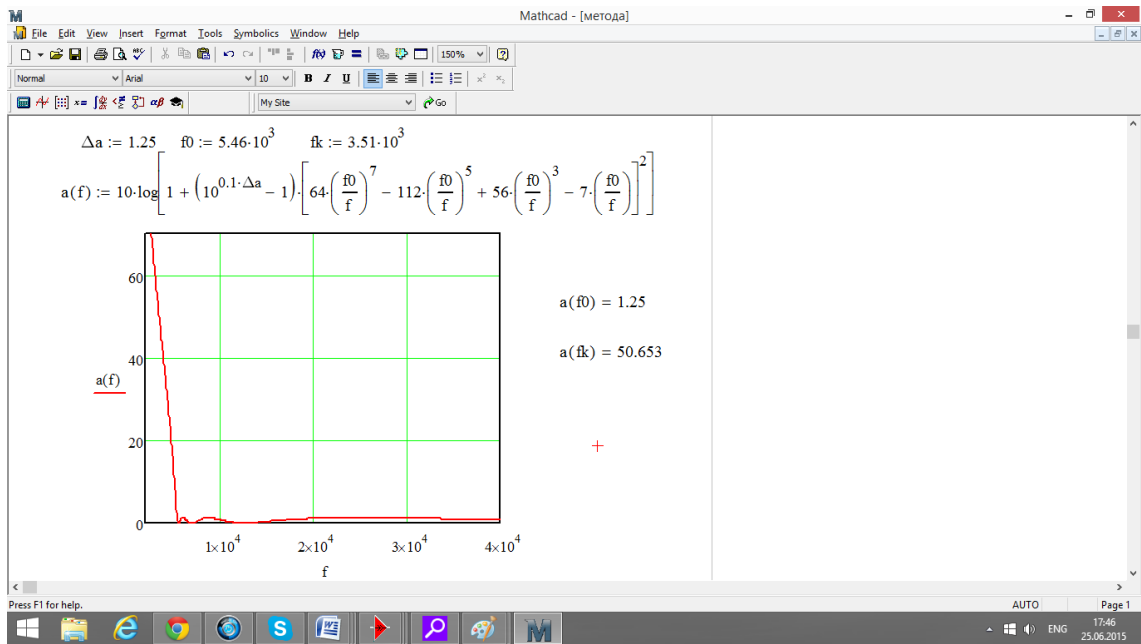 Mathcad - [метода]
File Edit View Insert Format Tools Symbolics Window Help
150%
Normal Arial 10 B I U
My Site Go
Δa := 1.25 f0 := 5.46·10^3 fk := 3.51·10^3
a(f) := 10·log[1 + (10^(0.1·Δa) − 1)·[64·(f0/f)^7 − 112·(f0/f)^5 + 56·(f0/f)^3 − 7·(f0/f)]^2]
60
40
20
0
a(f)
1×10^4 2×10^4 3×10^4 4×10^4
f
a(f0) = 1.25
a(fk) = 50.653
Press F1 for help. AUTO Page 1
ENG 17:46
25.06.2015